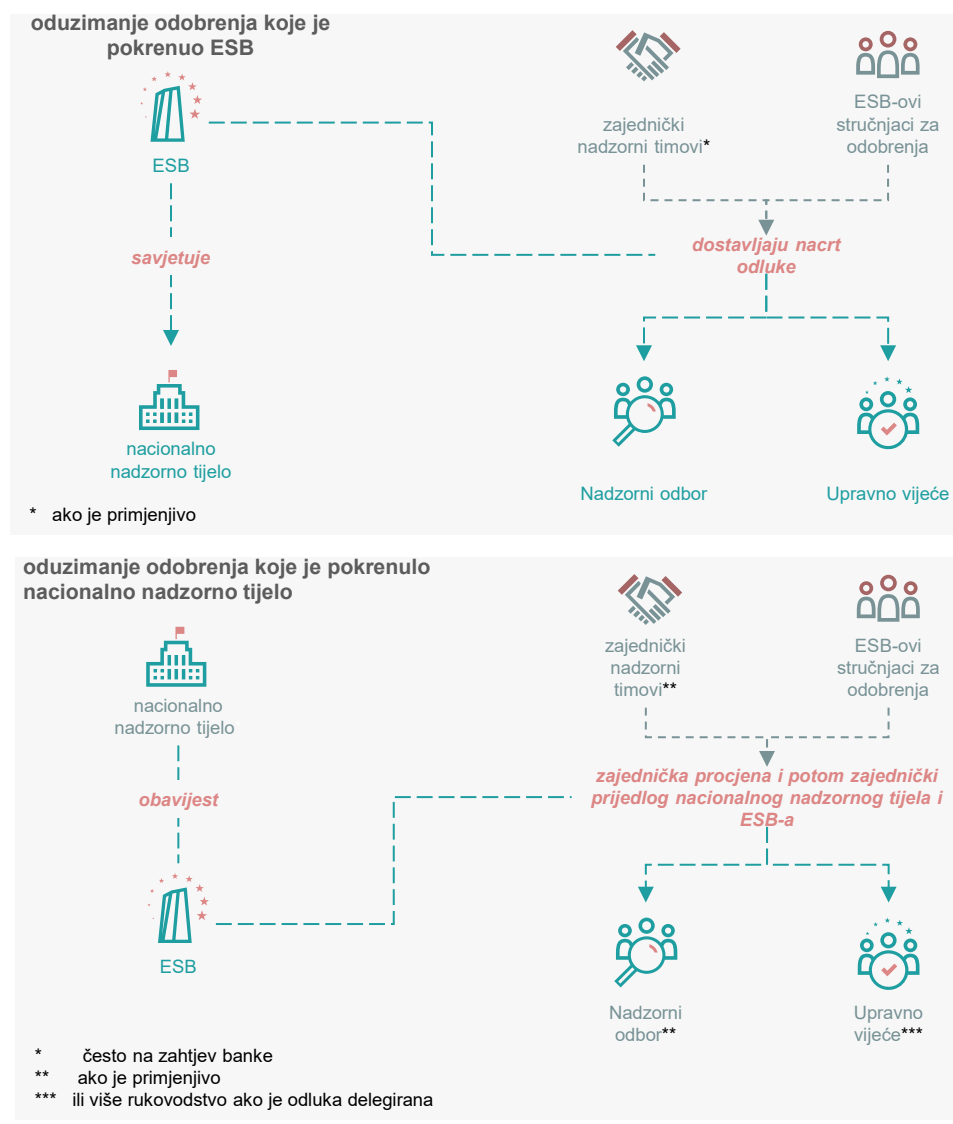 oduzimanje odobrenja koje je
pokrenuo ESB
ESB
savjetuje
nacionalno
nadzorno tijelo
zajednički
nadzorni timovi*
ESB-ovi
stručnjaci za
odobrenja
dostavljaju nacrt
odluke
Nadzorni odbor
Upravno vijeće
* ako je primjenjivo
oduzimanje odobrenja koje je pokrenulo
nacionalno nadzorno tijelo
nacionalno
nadzorno tijelo
obavijest
ESB
zajednički
nadzorni
timovi**
ESB-ovi
stručnjaci za
odobrenja
zajednička procjena i potom zajednički
prijedlog nacionalnog nadzornog tijela i
ESB-a
Nadzorni
odbor**
Upravno
vijeće***
* često na zahtjev banke
** ako je primjenjivo
*** ili više rukovodstvo ako je odluka delegirana